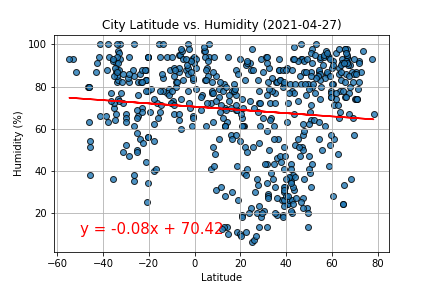 City Latitude vs. Humidity (2021-04-27)
100
80
60
40
20
Humidity (%)
y = -0.08x + 70.42
−60 −40 −20 0 20 40 60 80
Latitude